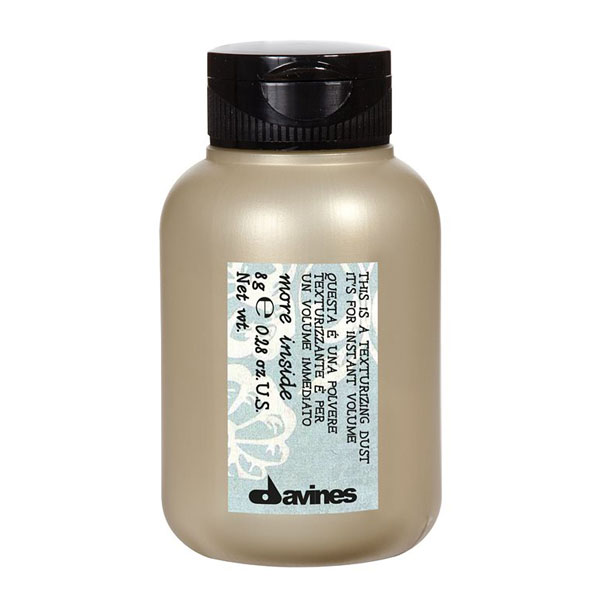 THIS IS A TEXTURIZING DUST
IT'S FOR INSTANT VOLUME
QUESTA É UNA POLVERE
TEXTURIZZANTE É PER
UN VOLUME IMMEDIATO
more inside
8g e 0.28 oz.U.S.
Net wt.
davines